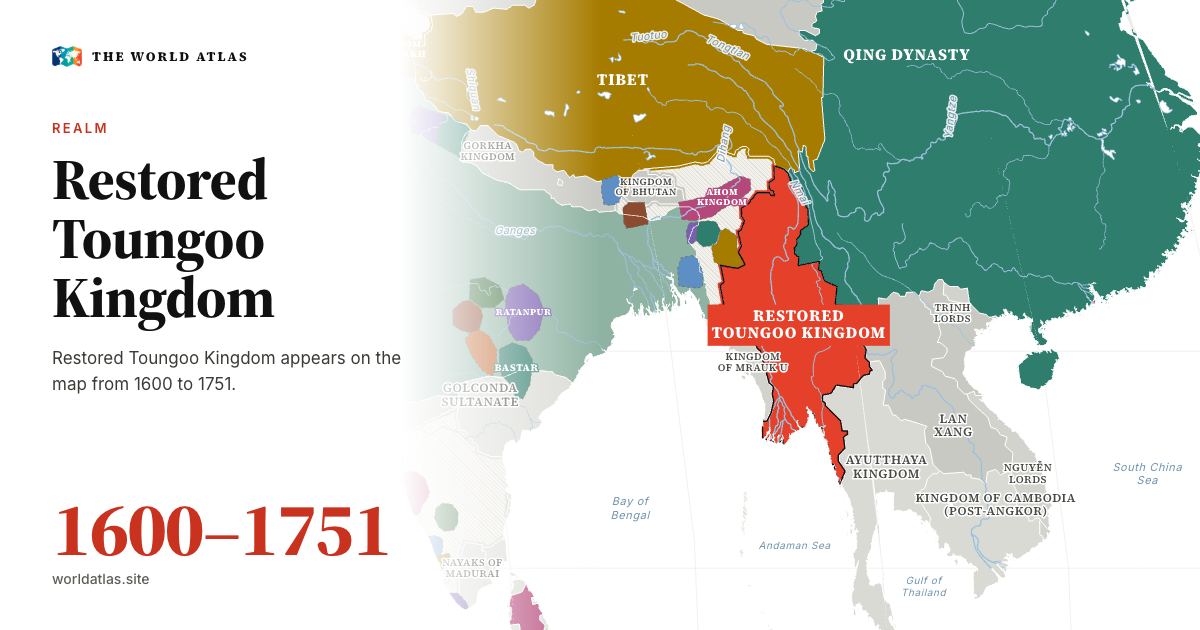 THE WORLD ATLAS
REALM
Restored
Toungoo
Kingdom
Restored Toungoo Kingdom appears on the
map from 1600 to 1751.
1600–1751
worldatlas.site
Tuotuo
Tongtian
QING DYNASTY
TIBET
Yangtze
Dihang
GORKHA
KINGDOM
KINGDOM
OF BHUTAN
AHOM
KINGDOM
Nmai
Ganges
RATANPUR
BASTAR
GOLCONDA
SULTANATE
RESTORED
TOUNGOO KINGDOM
TRINH
LORDS
KINGDOM
OF MRAUK U
LAN
XANG
AYUTTHAYA
KINGDOM
NGUYỄN
LORDS
KINGDOM OF CAMBODIA
(POST-ANGKOR)
South China
Sea
Bay of
Bengal
Andaman Sea
Gulf of
Thailand
NAYAKS OF
MADURAI